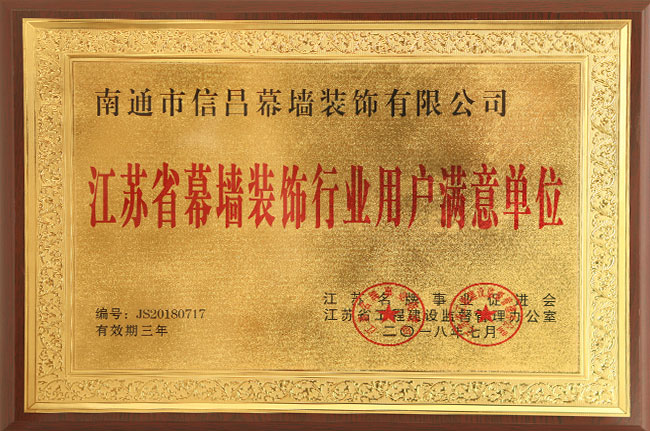 南通市信吕幕墙装饰有限公司
江苏省幕墙装饰行业用户满意单位
江苏名牌事业促进会
江苏省工程建设监督管理办公室
二〇一八年七月
编号：JS20180717
有效期三年